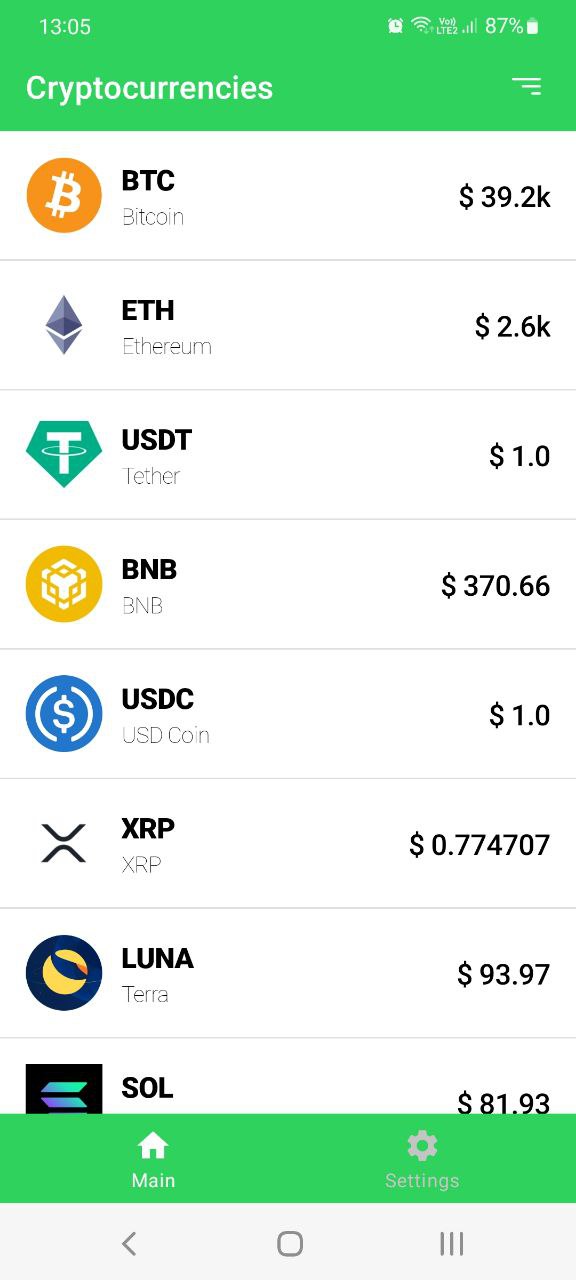 13:05
Vo))
LTE2
87%
Cryptocurrencies
BTC
Bitcoin
$ 39.2k
ETH
Ethereum
$ 2.6k
USDT
Tether
$ 1.0
BNB
BNB
$ 370.66
USDC
USD Coin
$ 1.0
XRP
XRP
$ 0.774707
LUNA
Terra
$ 93.97
SOL
$ 81.93
Main
Settings